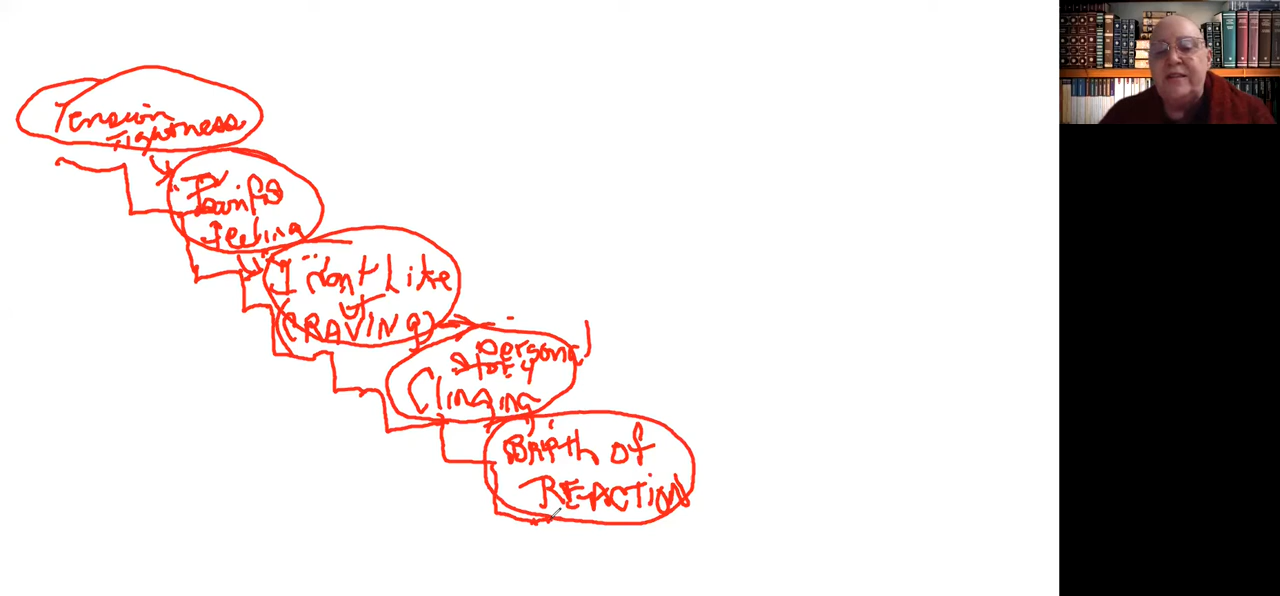 Tension
Tightness
Painful
feeling
I don't Like
it
(CRAVING)
personal
story
Clinging
Birth of
REACTION